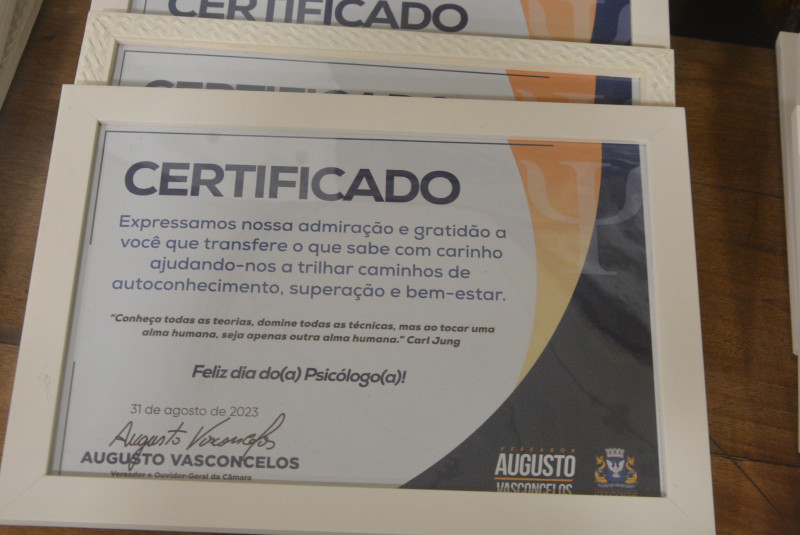 CERTIFICADO
CERTIFICADO
CERTIFICADO
Expressamos nossa admiração e gratidão a
você que transfere o que sabe com carinho
ajudando-nos a trilhar caminhos de
autoconhecimento, superação e bem-estar.
"Conheça todas as teorias, domine todas as técnicas, mas ao tocar uma
alma humana, seja apenas outra alma humana." Carl Jung
Feliz dia do(a) Psicólogo(a)!
31 de agosto de 2023
Augusto Vasconcelos
AUGUSTO VASCONCELOS
Vereador e Ouvidor-Geral da Câmara
VEREADOR
AUGUSTO
VASCONCELOS